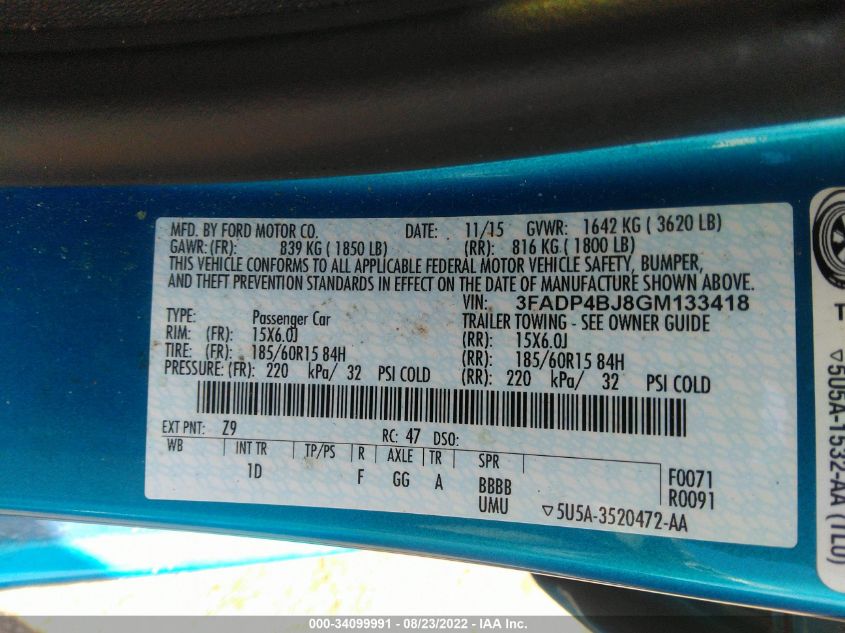 MFD. BY FORD MOTOR CO. DATE: 11/15 GVWR: 1642 KG ( 3620 LB)
GAWR: (FR): 839 KG ( 1850 LB) (RR): 816 KG ( 1800 LB)
THIS VEHICLE CONFORMS TO ALL APPLICABLE FEDERAL MOTOR VEHICLE SAFETY, BUMPER,
AND THEFT PREVENTION STANDARDS IN EFFECT ON THE DATE OF MANUFACTURE SHOWN ABOVE.
VIN: 3FADP4BJ8GM133418
TYPE: Passenger Car TRAILER TOWING - SEE OWNER GUIDE
RIM: (FR): 15X6.0J (RR): 15X6.0J
TIRE: (FR): 185/60R15 84H (RR): 185/60R15 84H
PRESSURE: (FR): 220 kPa/ 32 PSI COLD (RR): 220 kPa/ 32 PSI COLD
EXT PNT: Z9 RC: 47 DSO:
WB INT TR TP/PS R AXLE TR SPR
1D F GG A BBBB
UMU
F0071
R0091
▽5U5A-3520472-AA
▽5U5A-1532-AA (TL0)
000-34099991 - 08/23/2022 - IAA Inc.